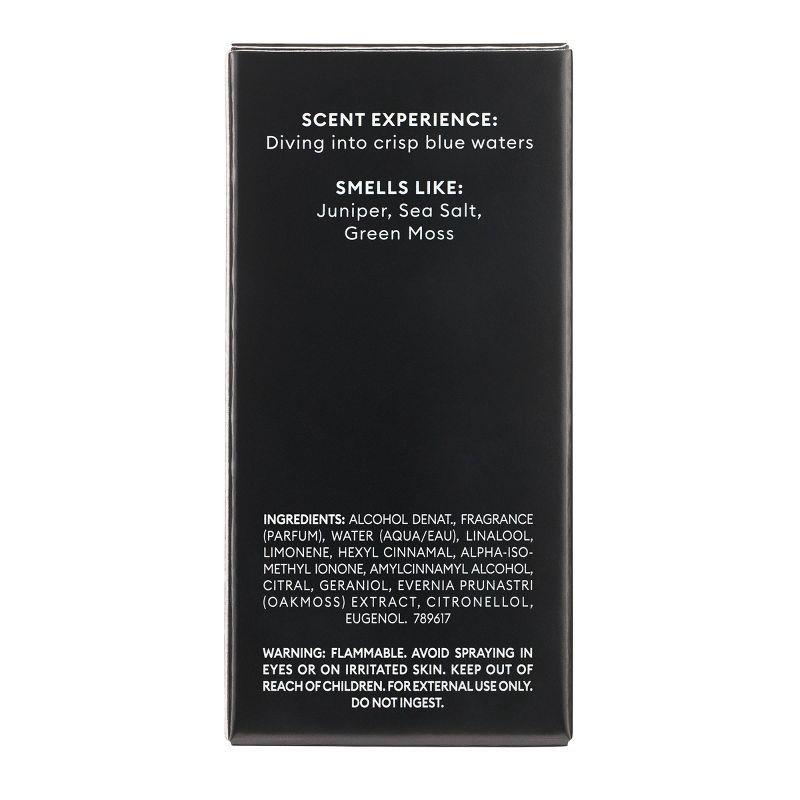 SCENT EXPERIENCE:
Diving into crisp blue waters
SMELLS LIKE:
Juniper, Sea Salt,
Green Moss
INGREDIENTS: ALCOHOL DENAT., FRAGRANCE
(PARFUM), WATER (AQUA/EAU), LINALOOL,
LIMONENE, HEXYL CINNAMAL, ALPHA-ISO-
METHYL IONONE, AMYLCINNAMYL ALCOHOL,
CITRAL, GERANIOL, EVERNIA PRUNASTRI
(OAKMOSS) EXTRACT, CITRONELLOL,
EUGENOL. 789617
WARNING: FLAMMABLE. AVOID SPRAYING IN
EYES OR ON IRRITATED SKIN. KEEP OUT OF
REACH OF CHILDREN. FOR EXTERNAL USE ONLY.
DO NOT INGEST.